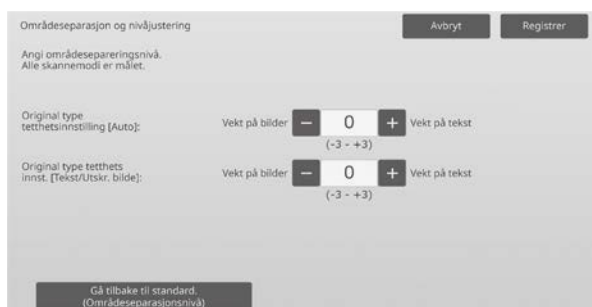 Områdeseparasjon og nivåjustering
Avbryt
Registrer
Angi områdesepareringsnivå.
Alle skannemodi er målet.
Original type
tetthetsinnstilling [Auto]:
Vekt på bilder
−
0
+
Vekt på tekst
(-3 - +3)
Original type tetthets
innst. [Tekst/Utskr. bilde]:
Vekt på bilder
−
0
+
Vekt på tekst
(-3 - +3)
Gå tilbake til standard.
(Områdeseparasjonsnivå)